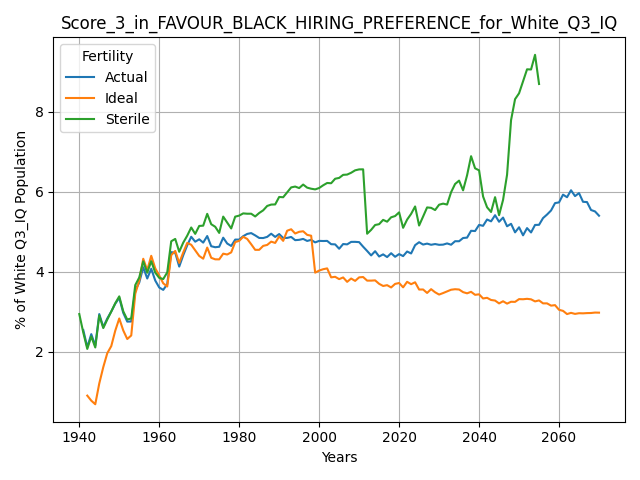 Score_3_in_FAVOUR_BLACK_HIRING_PREFERENCE_for_White_Q3_IQ
Fertility
Actual
Ideal
Sterile
% of White Q3_IQ Population
8
6
4
2
1940 1960 1980 2000 2020 2040 2060
Years